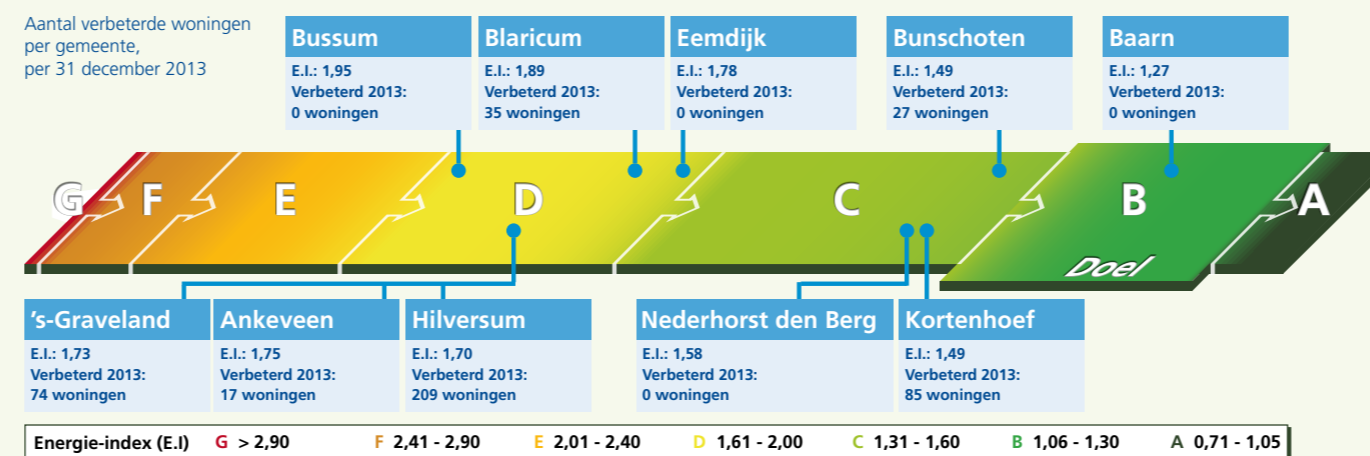 Aantal verbeterde woningen
per gemeente,
per 31 december 2013
Bussum
E.I.: 1,95
Verbeterd 2013:
0 woningen
Blaricum
E.I.: 1,89
Verbeterd 2013:
35 woningen
Eemdijk
E.I.: 1,78
Verbeterd 2013:
0 woningen
Bunschoten
E.I.: 1,49
Verbeterd 2013:
27 woningen
Baarn
E.I.: 1,27
Verbeterd 2013:
0 woningen
G F E D C B A
Doel
's-Graveland
E.I.: 1,73
Verbeterd 2013:
74 woningen
Ankeveen
E.I.: 1,75
Verbeterd 2013:
17 woningen
Hilversum
E.I.: 1,70
Verbeterd 2013:
209 woningen
Nederhorst den Berg
E.I.: 1,58
Verbeterd 2013:
0 woningen
Kortenhoef
E.I.: 1,49
Verbeterd 2013:
85 woningen
Energie-index (E.I) G > 2,90 F 2,41 - 2,90 E 2,01 - 2,40 D 1,61 - 2,00 C 1,31 - 1,60 B 1,06 - 1,30 A 0,71 - 1,05